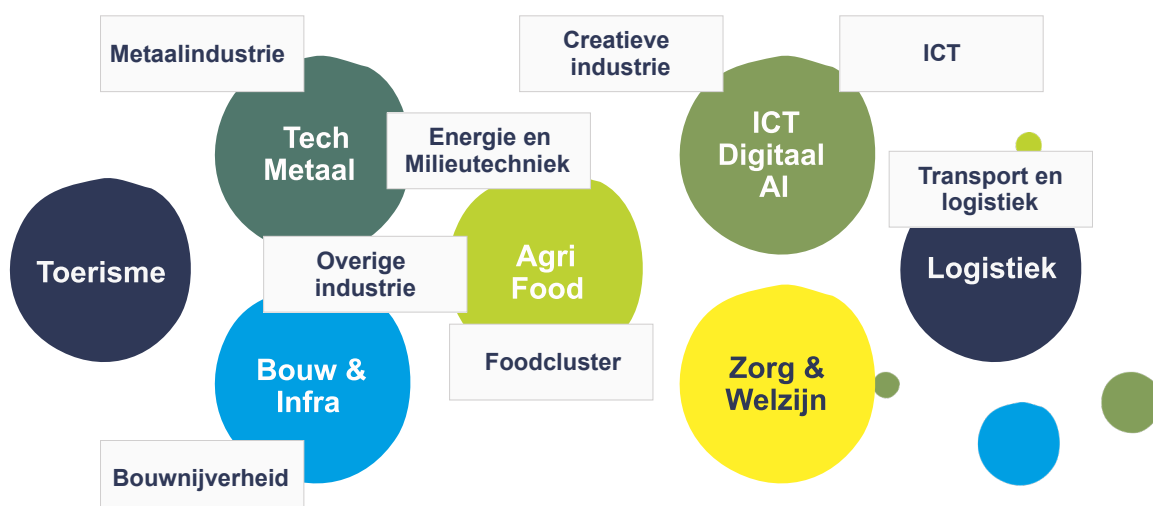 Metaalindustrie
Creatieve
industrie
ICT
Tech
Metaal
Energie en
Milieutechniek
ICT
Digitaal
AI
Transport en
logistiek
Toerisme
Overige
industrie
Agri
Food
Logistiek
Bouw &
Infra
Foodcluster
Zorg &
Welzijn
Bouwnijverheid